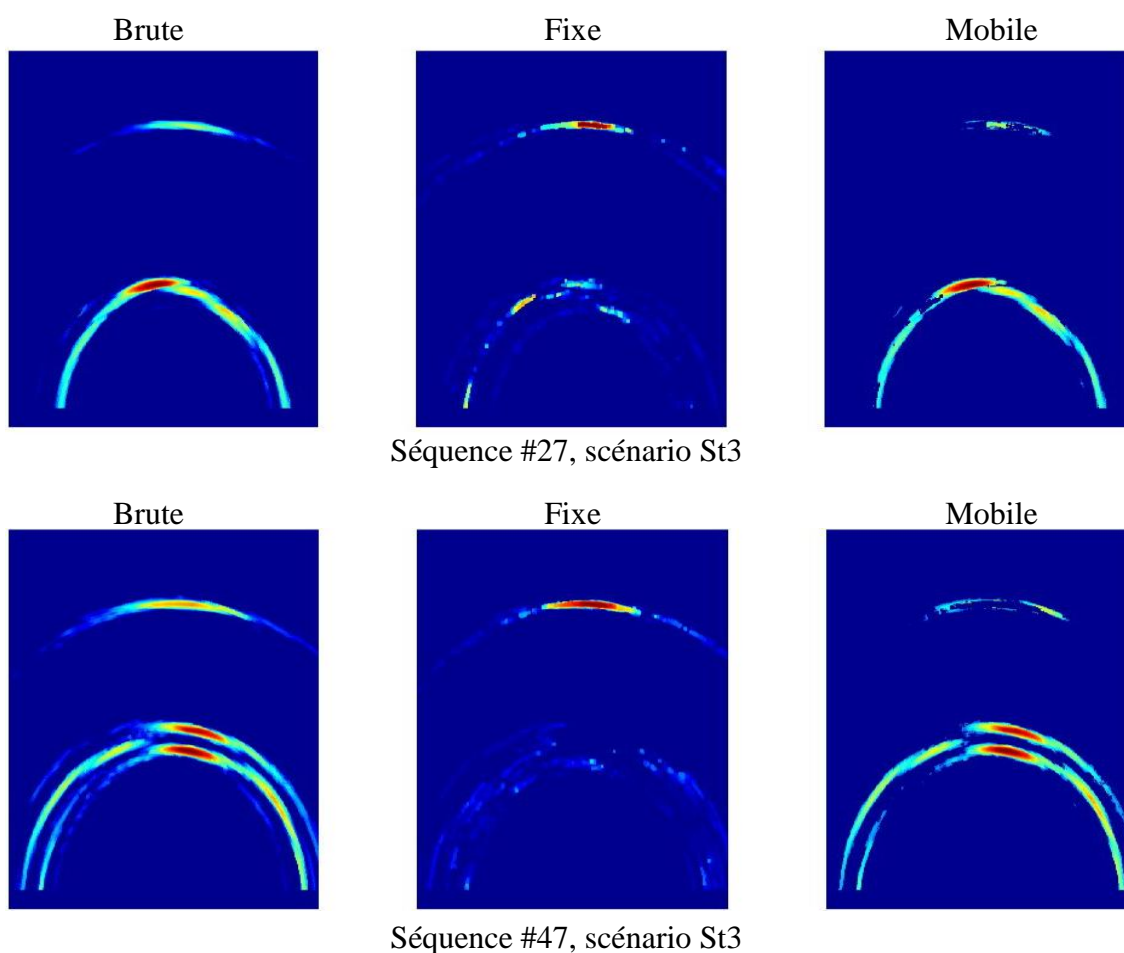 Brute Fixe Mobile
Séquence #27, scénario St3
Brute Fixe Mobile
Séquence #47, scénario St3